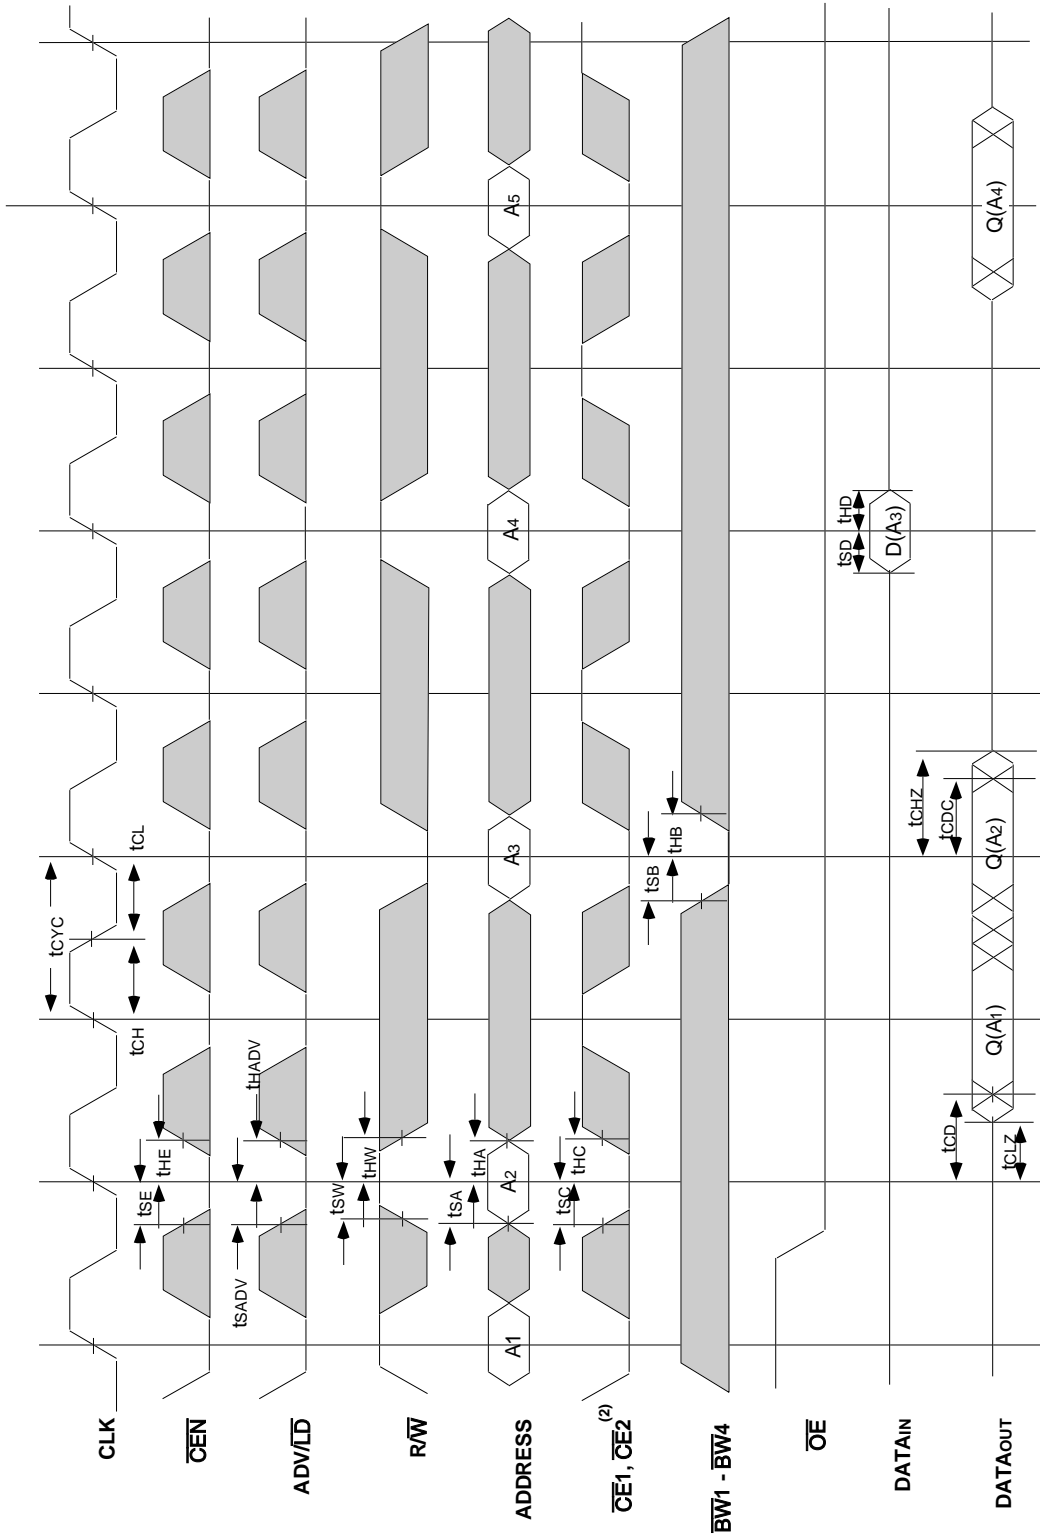 tCYC
tCH
tCL
CLK
tSE
tHE
CEN
tSADV
tHADV
ADV/LD
tSW
tHW
R/W
tSA
tHA
ADDRESS
A1
A2
A3
A4
A5
tSC
tHC
CE1, CE2 (2)
tSB
tHB
BW1 - BW4
OE
tSD
tHD
DATAIN
D(A3)
tCD
tCHZ
tCDC
tCLZ
DATAOUT
Q(A1)
Q(A2)
Q(A4)